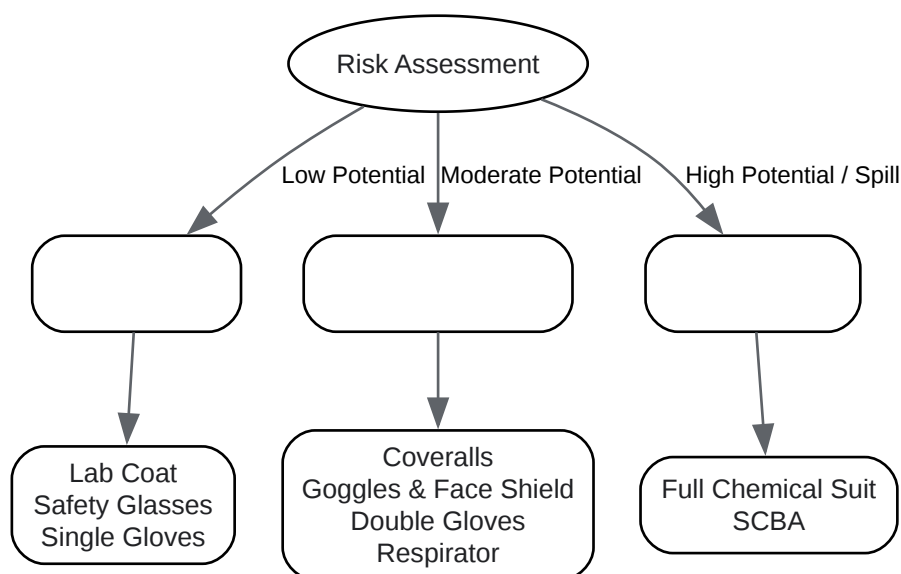 Risk Assessment
Low Potential
Moderate Potential
High Potential / Spill
Lab Coat
Safety Glasses
Single Gloves
Coveralls
Goggles & Face Shield
Double Gloves
Respirator
Full Chemical Suit
SCBA